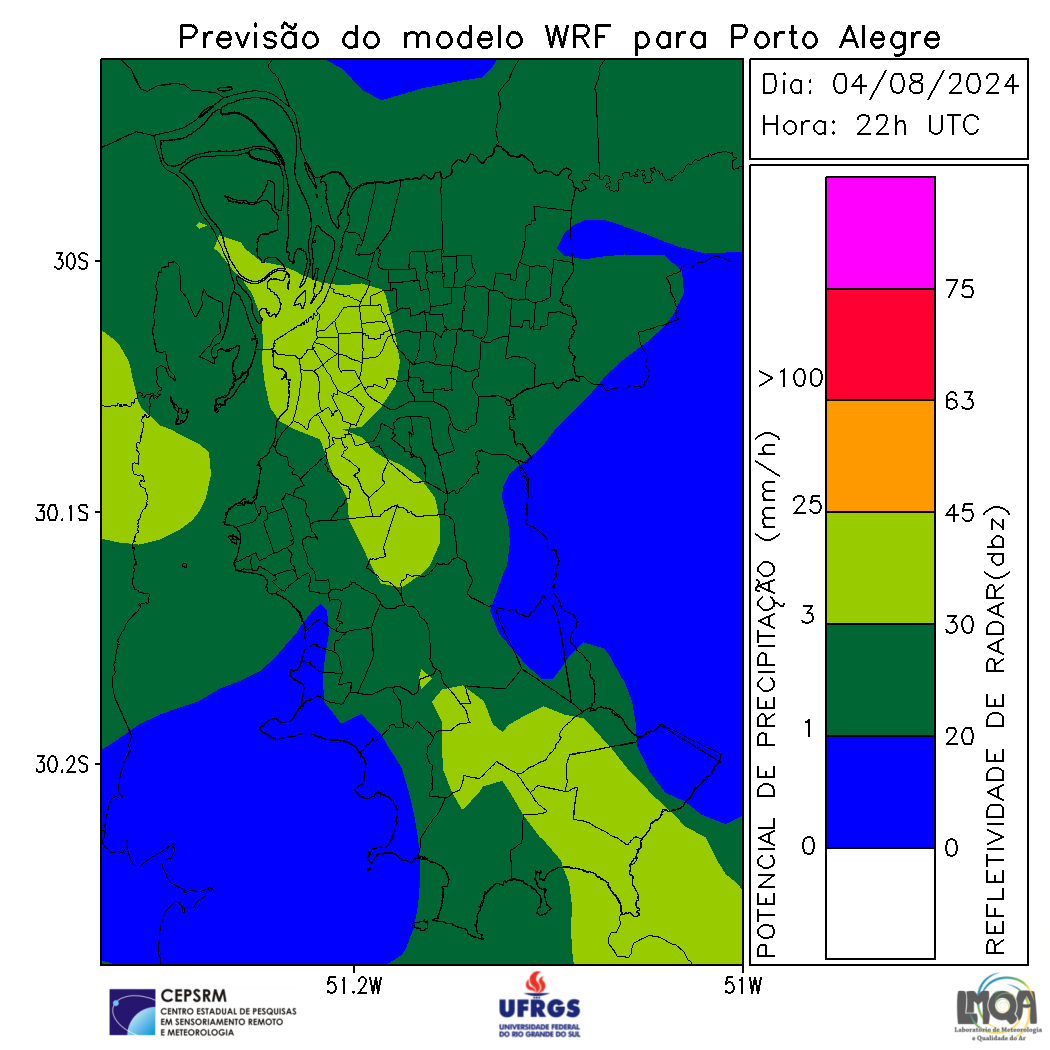 Previsão do modelo WRF para Porto Alegre
Dia: 04/08/2024
Hora: 22h UTC
30S
30.1S
30.2S
51.2W
51W
POTENCIAL DE PRECIPITAÇÃO (mm/h)
>100
25
3
1
0
75
63
45
30
20
0
REFLETIVIDADE DE RADAR(dbz)
CEPSRM
CENTRO ESTADUAL DE PESQUISAS
EM SENSORIAMENTO REMOTO
E METEOROLOGIA
UFRGS
UNIVERSIDADE FEDERAL
DO RIO GRANDE DO SUL
LMQA
Laboratório de Meteorologia
e Qualidade do Ar